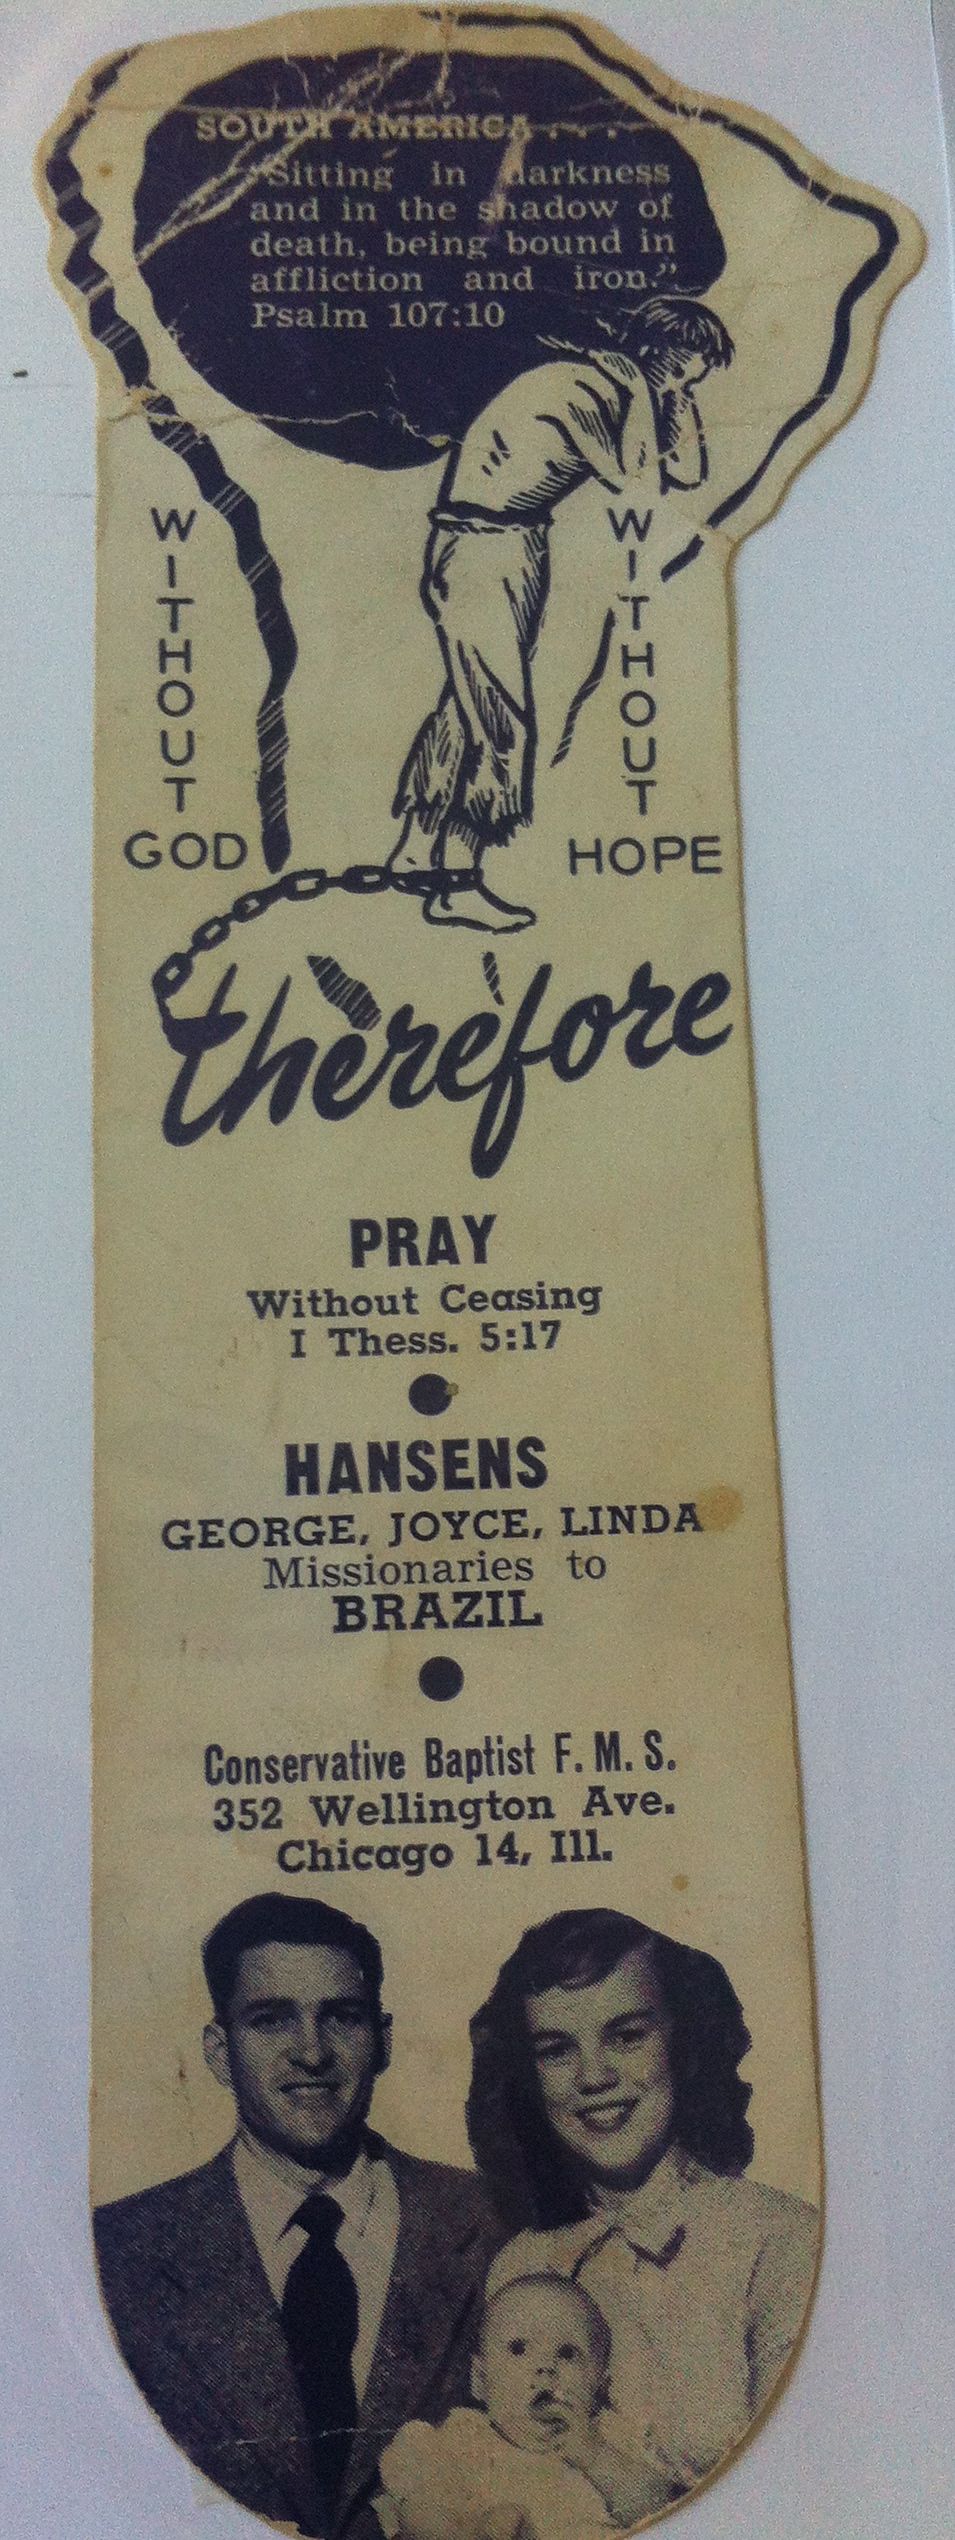 SOUTH AMERICA . . . .
"Sitting in darkness
and in the shadow of
death, being bound in
affliction and iron."
Psalm 107:10
WITHOUT
GOD
WITHOUT
HOPE
therefore
PRAY
Without Ceasing
I Thess. 5:17
HANSENS
GEORGE, JOYCE, LINDA
Missionaries to
BRAZIL
Conservative Baptist F. M. S.
352 Wellington Ave.
Chicago 14, Ill.